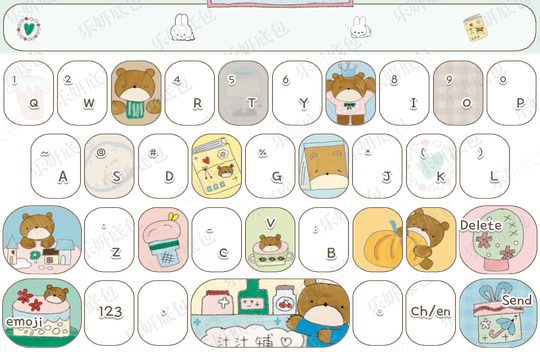 1 2 4 5 6 8 9 0
Q W R T Y I O P
~ @ # % * ( )
A S D G J K L
V Delete
Z C B
emoji 123 汁汁铺 Ch/en Send